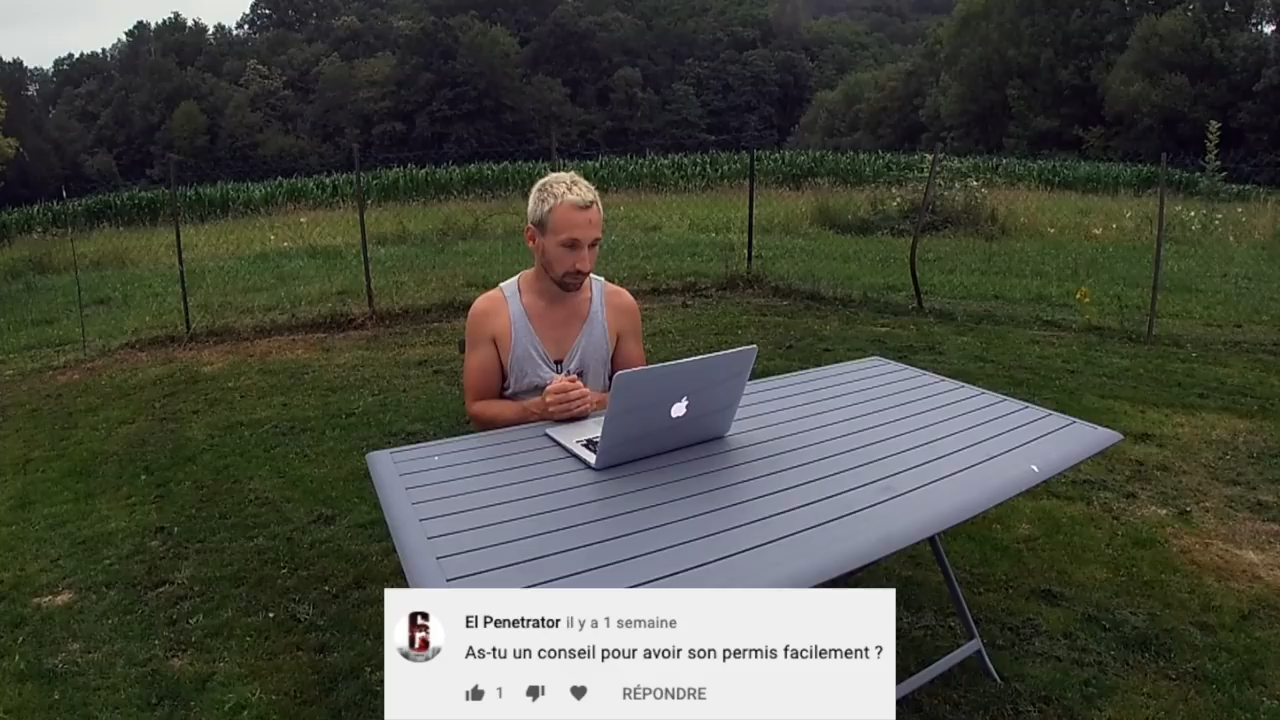 El Penetrator il y a 1 semaine
As-tu un conseil pour avoir son permis facilement ?
1
RÉPONDRE